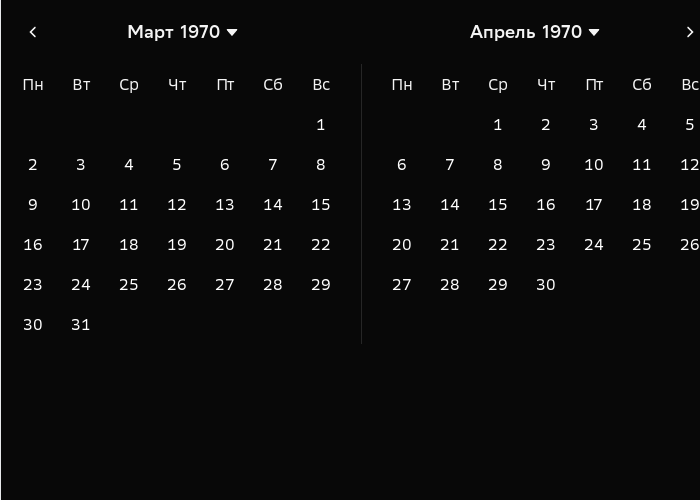 Март 1970
Пн Вт Ср Чт Пт Сб Вс
1
2 3 4 5 6 7 8
9 10 11 12 13 14 15
16 17 18 19 20 21 22
23 24 25 26 27 28 29
30 31
Апрель 1970
Пн Вт Ср Чт Пт Сб Вс
1 2 3 4 5
6 7 8 9 10 11 12
13 14 15 16 17 18 19
20 21 22 23 24 25 26
27 28 29 30